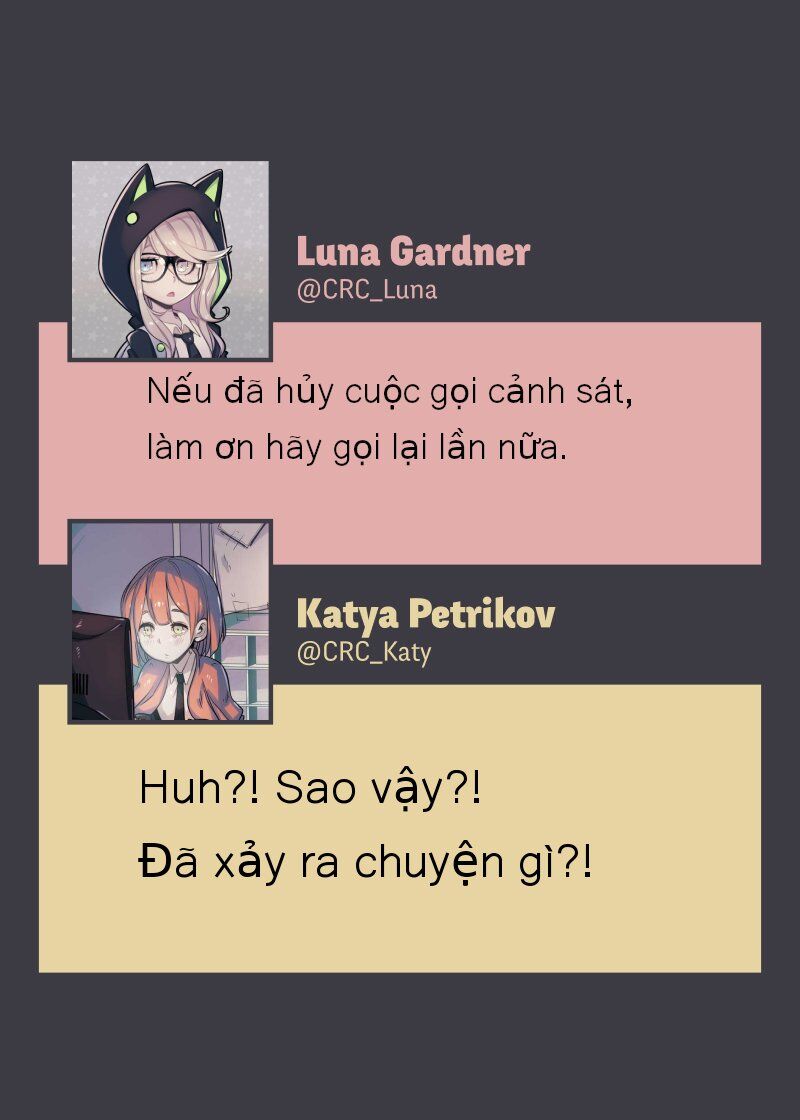 Luna Gardner
@CRC_Luna
Nếu đã hủy cuộc gọi cảnh sát,
làm ơn hãy gọi lại lần nữa.
Katya Petrikov
@CRC_Katy
Huh?! Sao vậy?!
Đã xảy ra chuyện gì?!